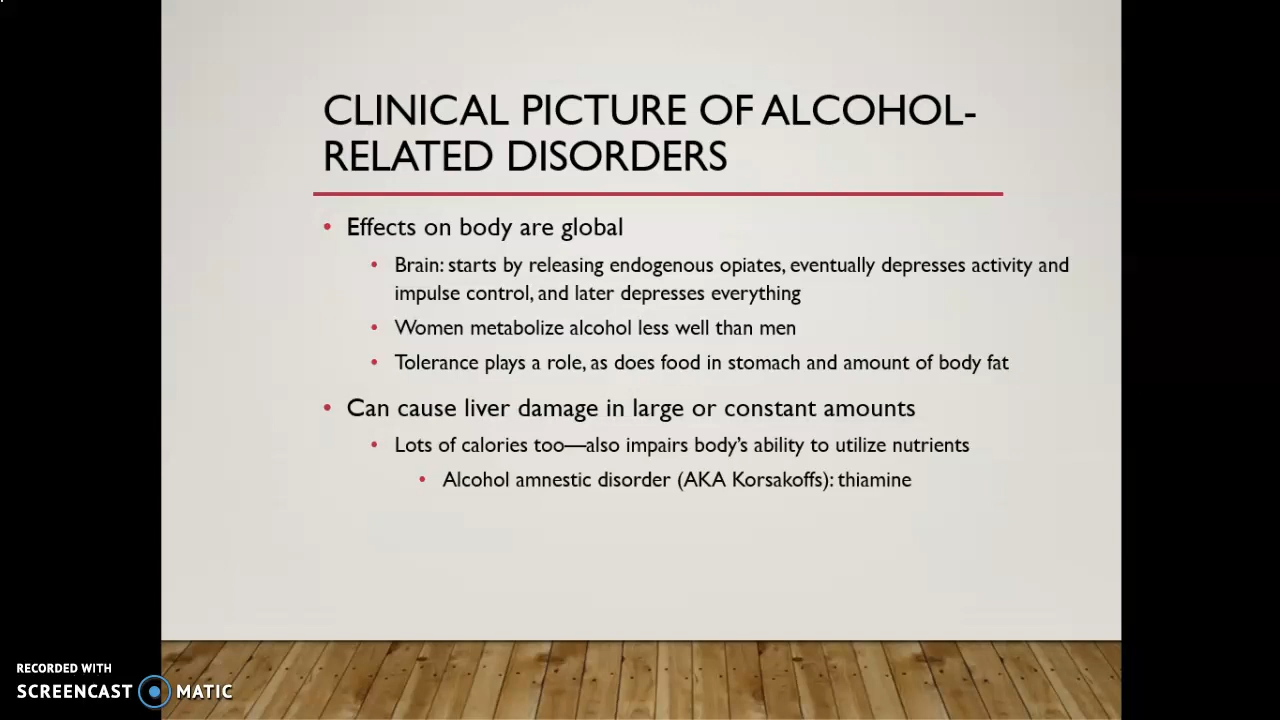 CLINICAL PICTURE OF ALCOHOL-
RELATED DISORDERS
• Effects on body are global
• Brain: starts by releasing endogenous opiates, eventually depresses activity and
impulse control, and later depresses everything
• Women metabolize alcohol less well than men
• Tolerance plays a role, as does food in stomach and amount of body fat
• Can cause liver damage in large or constant amounts
• Lots of calories too—also impairs body’s ability to utilize nutrients
• Alcohol amnestic disorder (AKA Korsakoffs): thiamine
RECORDED WITH
SCREENCAST MATIC